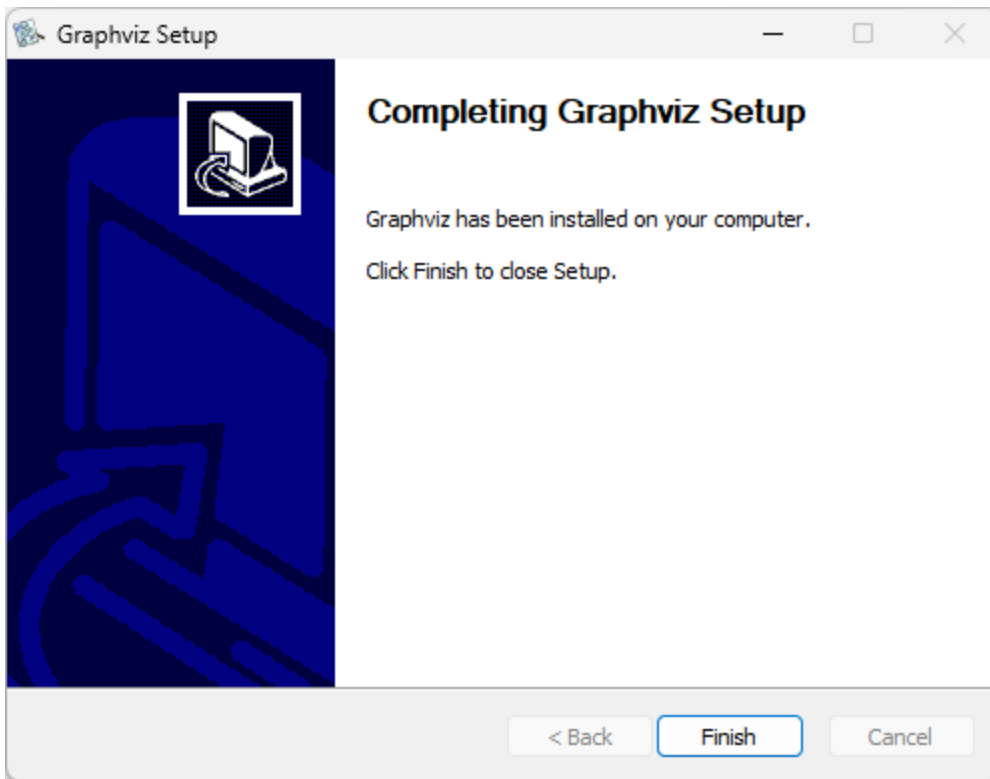 Graphviz Setup
Completing Graphviz Setup
Graphviz has been installed on your computer.
Click Finish to close Setup.
< Back Finish Cancel